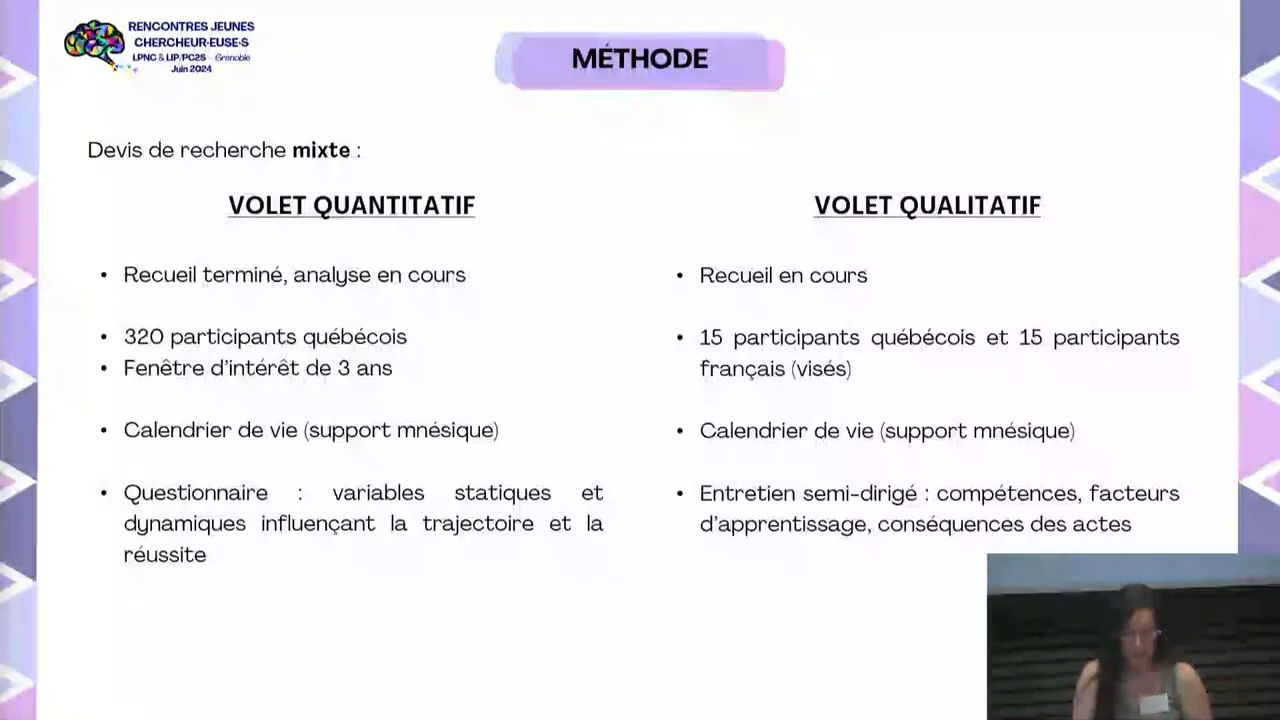 RENCONTRES JEUNES
CHERCHEUR·EUSE·S
LPNC & LIP/PC2S - Grenoble
Juin 2024
MÉTHODE
Devis de recherche mixte :
VOLET QUANTITATIF
• Recueil terminé, analyse en cours
• 320 participants québécois
• Fenêtre d'intérêt de 3 ans
• Calendrier de vie (support mnésique)
• Questionnaire : variables statiques et
dynamiques influençant la trajectoire et la
réussite
VOLET QUALITATIF
• Recueil en cours
• 15 participants québécois et 15 participants
français (visés)
• Calendrier de vie (support mnésique)
• Entretien semi-dirigé : compétences, facteurs
d'apprentissage, conséquences des actes